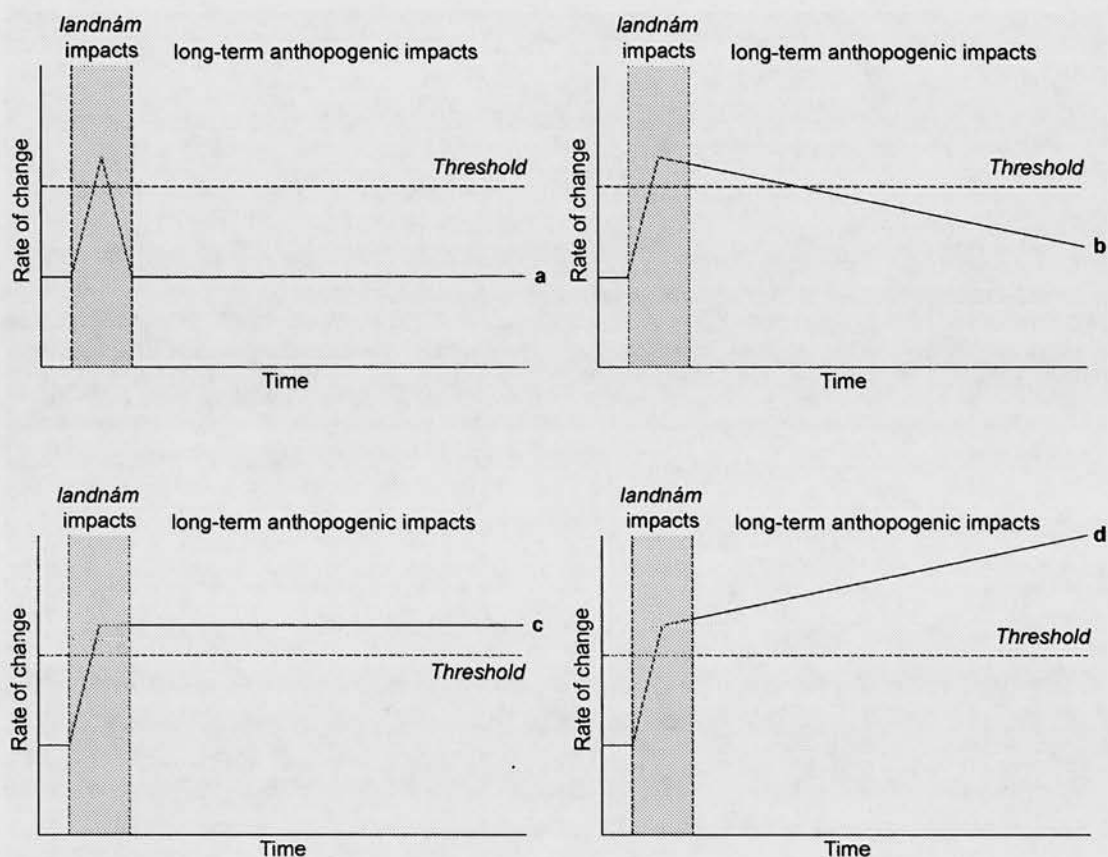 landnám
impacts
long-term anthopogenic impacts
Threshold
Rate of change
a
Time
landnám
impacts
long-term anthopogenic impacts
Threshold
Rate of change
b
Time
landnám
impacts
long-term anthopogenic impacts
c
Threshold
Rate of change
Time
landnám
impacts
long-term anthopogenic impacts
d
Threshold
Rate of change
Time